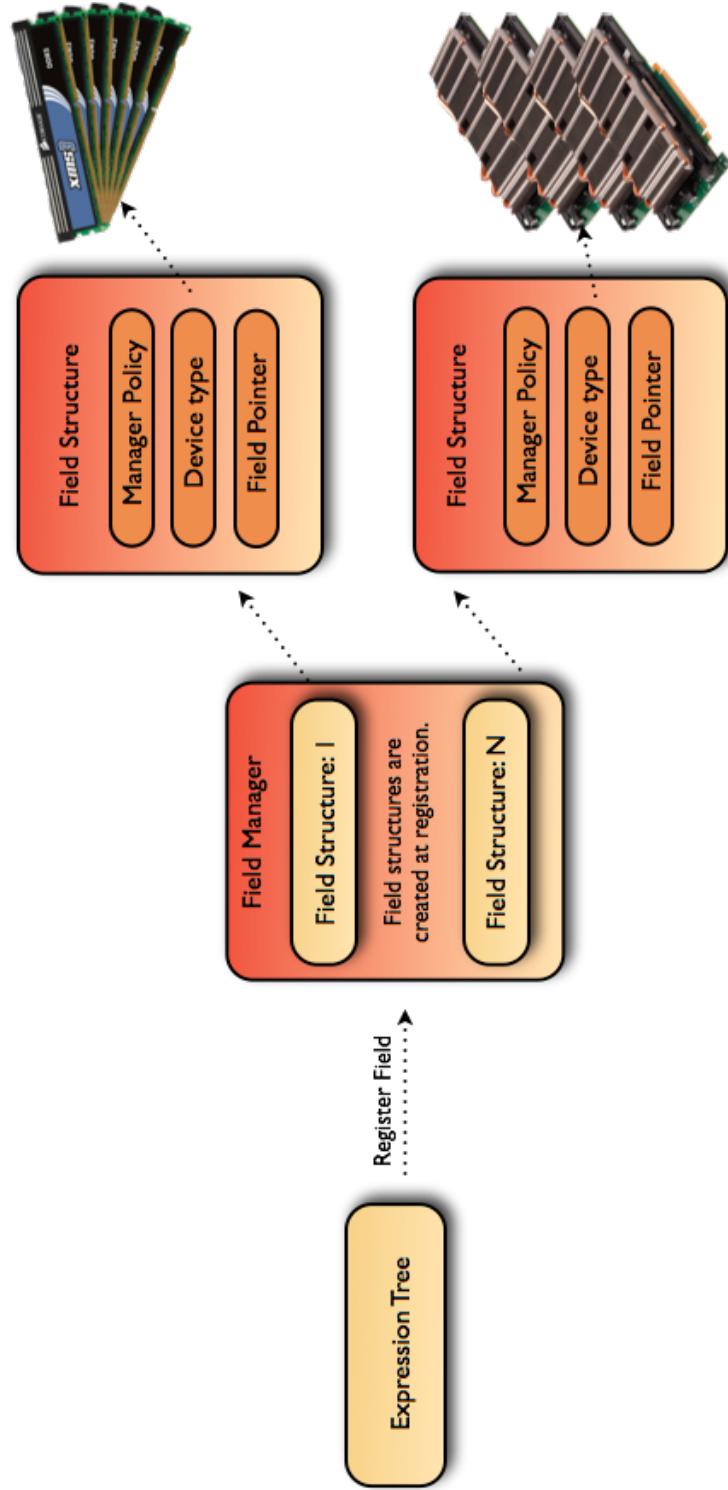 Expression Tree
Register Field
Field Manager
Field Structure: 1
Field structures are
created at registration.
Field Structure: N
Field Structure
Manager Policy
Device type
Field Pointer
Field Structure
Manager Policy
Device type
Field Pointer
XMS3